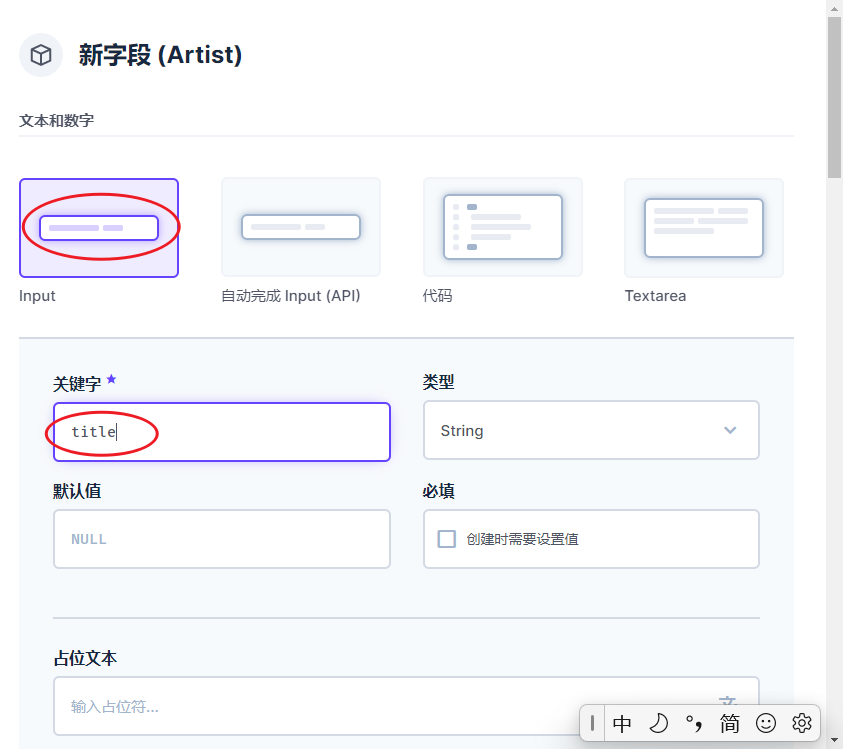 新字段 (Artist)
文本和数字
Input
自动完成 Input (API)
代码
Textarea
关键字 ★
类型
title
String
默认值
必填
NULL
创建时需要设置值
占位文本
输入占位符...
中 简